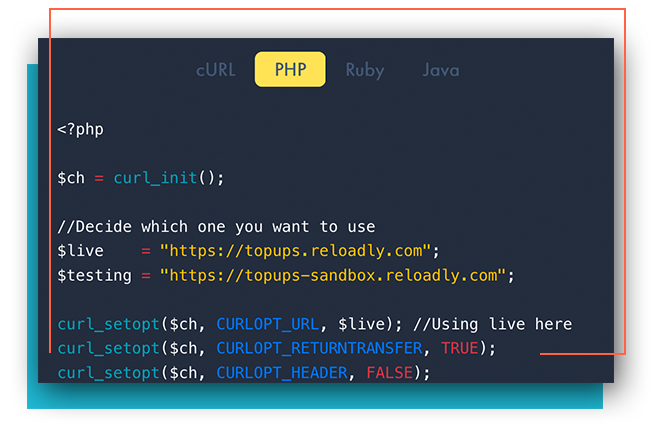 cURL PHP Ruby Java
<?php
$ch = curl_init();
//Decide which one you want to use
$live    = "https://topups.reloadly.com";
$testing = "https://topups-sandbox.reloadly.com";
curl_setopt($ch, CURLOPT_URL, $live); //Using live here
curl_setopt($ch, CURLOPT_RETURNTRANSFER, TRUE);
curl_setopt($ch, CURLOPT_HEADER, FALSE);